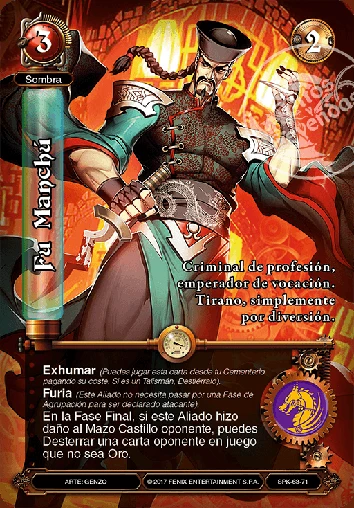 3
2
Sombra
Fu Manchú
Criminal de profesión,
emperador de vocación.
Tirano, simplemente
por diversión.
Exhumar (Puedes jugar esta carta desde tu Cementerio
pagando su coste. Si es un Talismán, Destiérralo).
Furia (Este Aliado no necesita pasar por una Fase de
Agrupación para ser declarado atacante)
En la Fase Final, si este Aliado hizo
daño al Mazo Castillo oponente, puedes
Desterrar una carta oponente en juego
que no sea Oro.
ARTE: GENZO
© 2017 FENIX ENTERTAINMENT S.P.A.
SPK-68-71